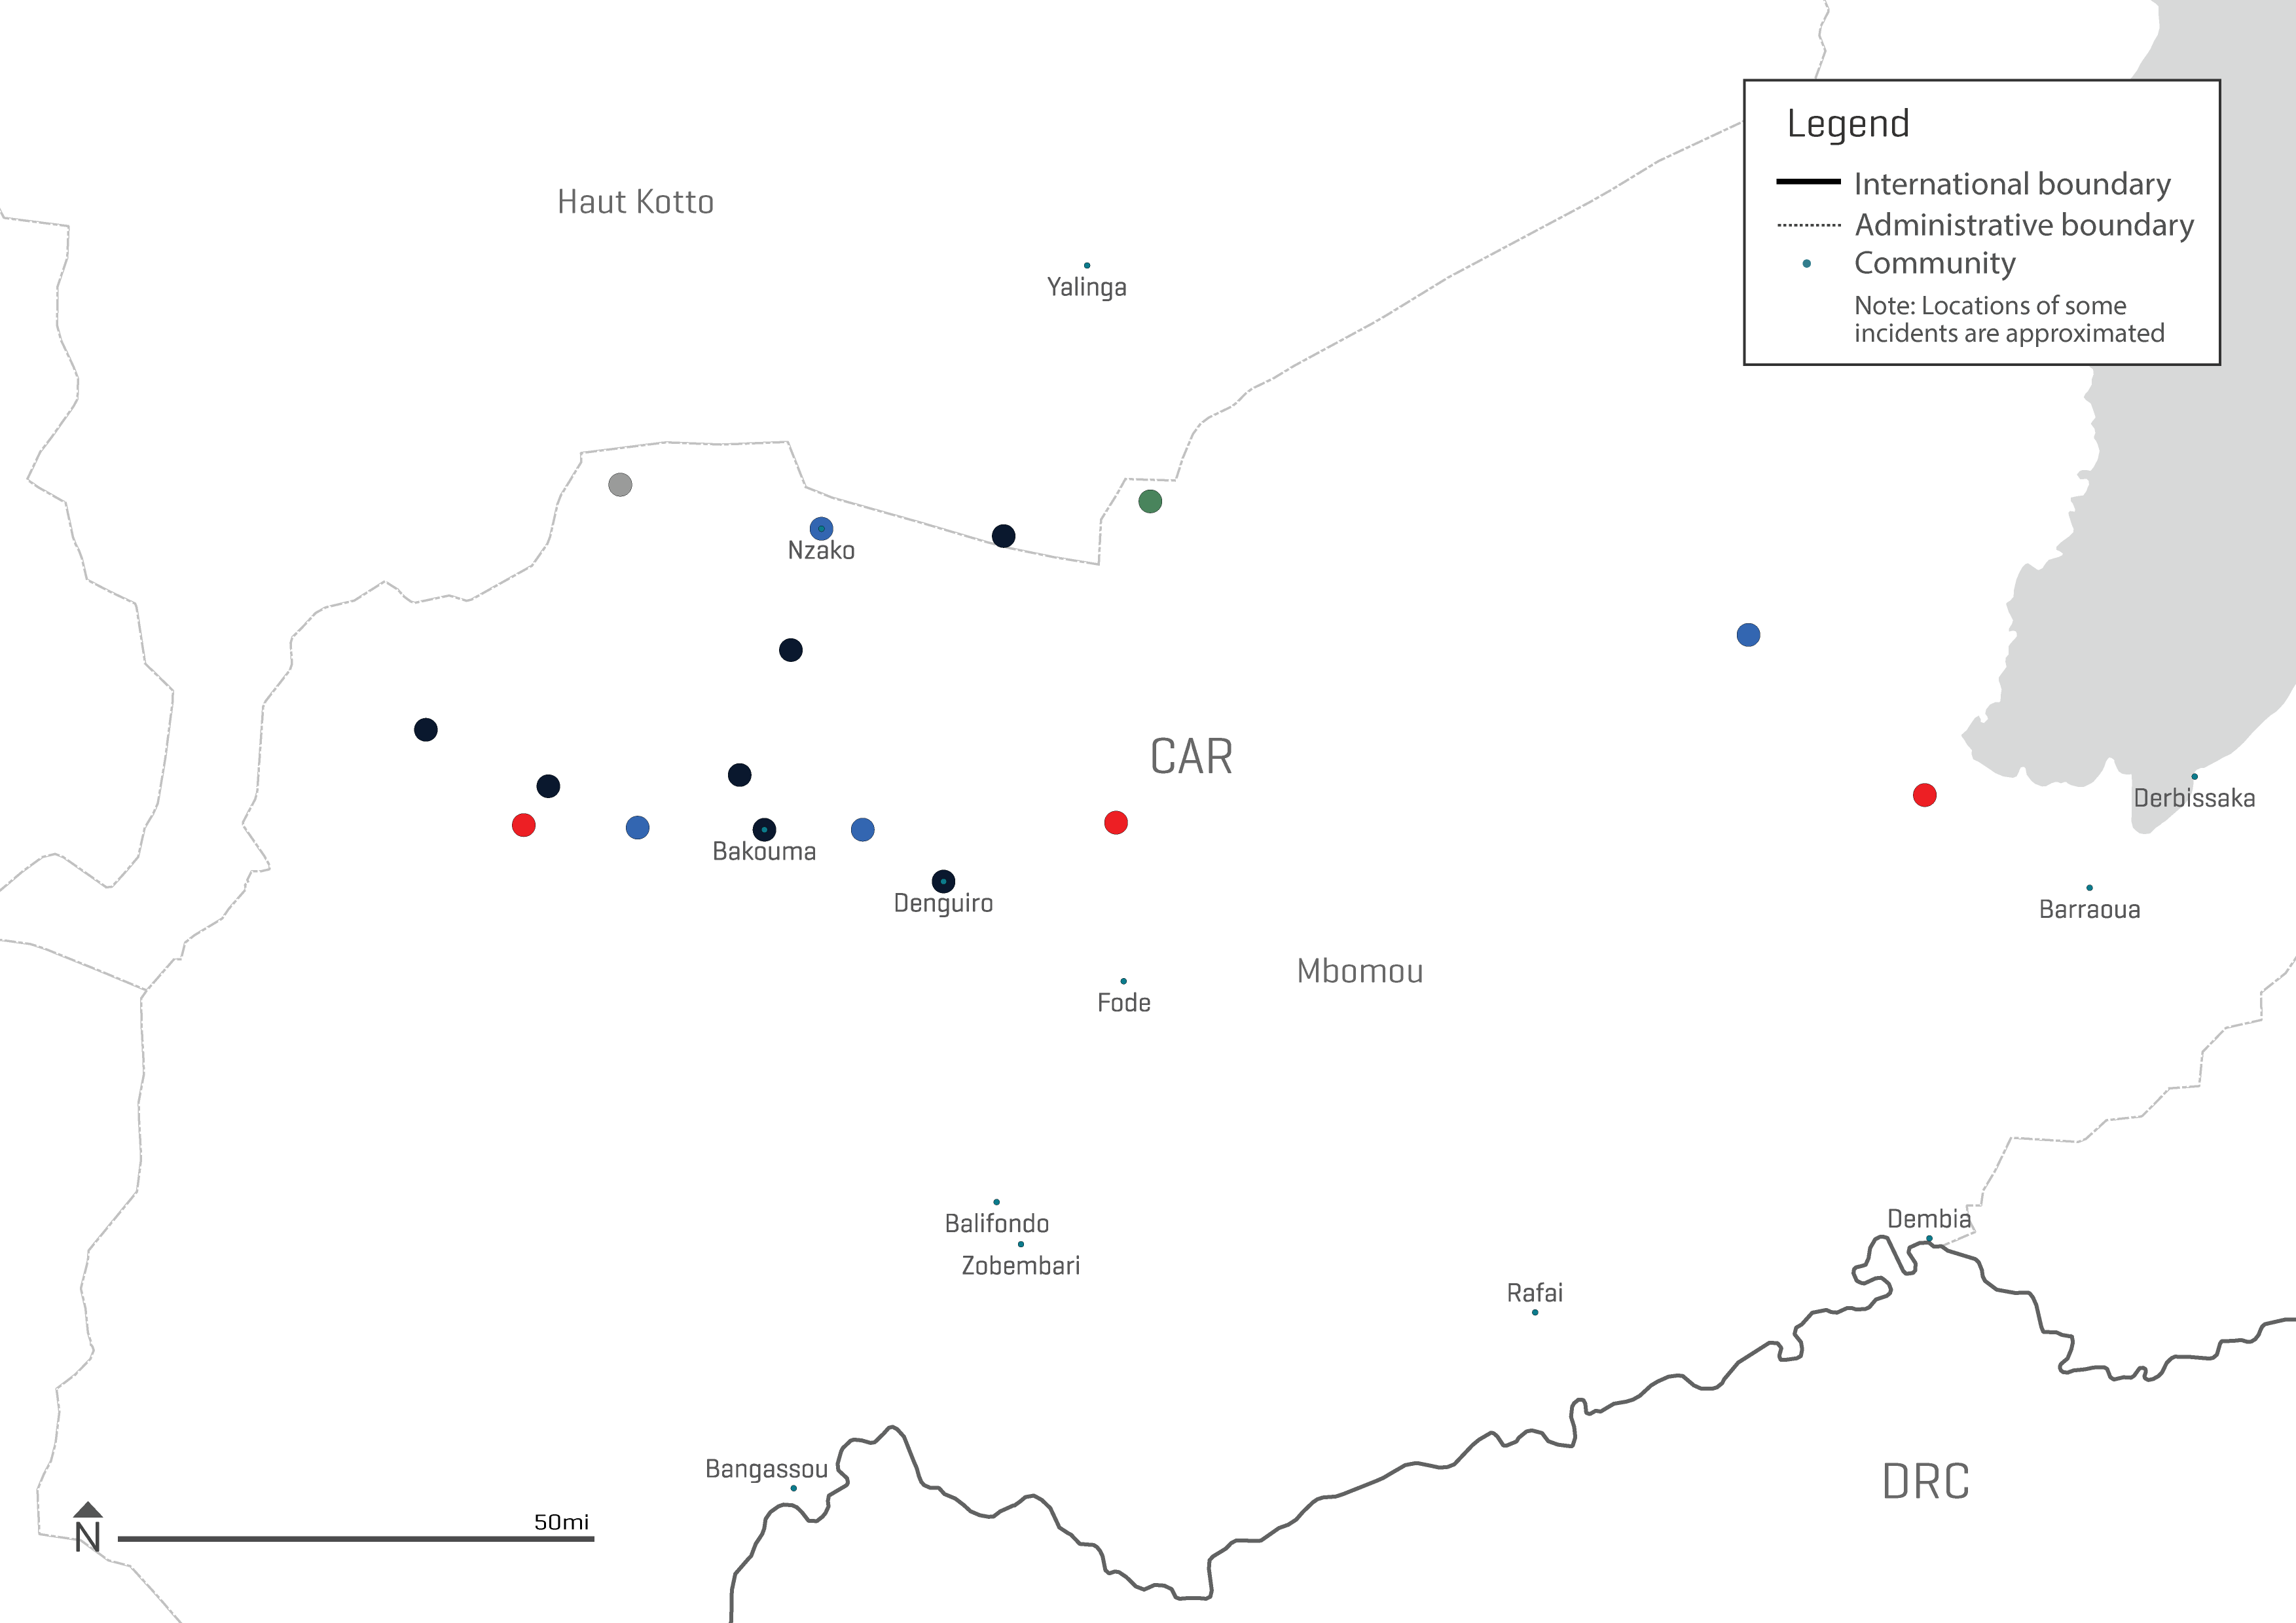 Legend
International boundary
Administrative boundary
Community
Note: Locations of some
incidents are approximated
Haut Kotto
Yalinga
Nzako
CAR
Derbissaka
Bakouma
Denguiro
Barraoua
Mbomou
Fode
Balifondo
Zobembari
Dembia
Rafai
Bangassou
DRC
N
50mi